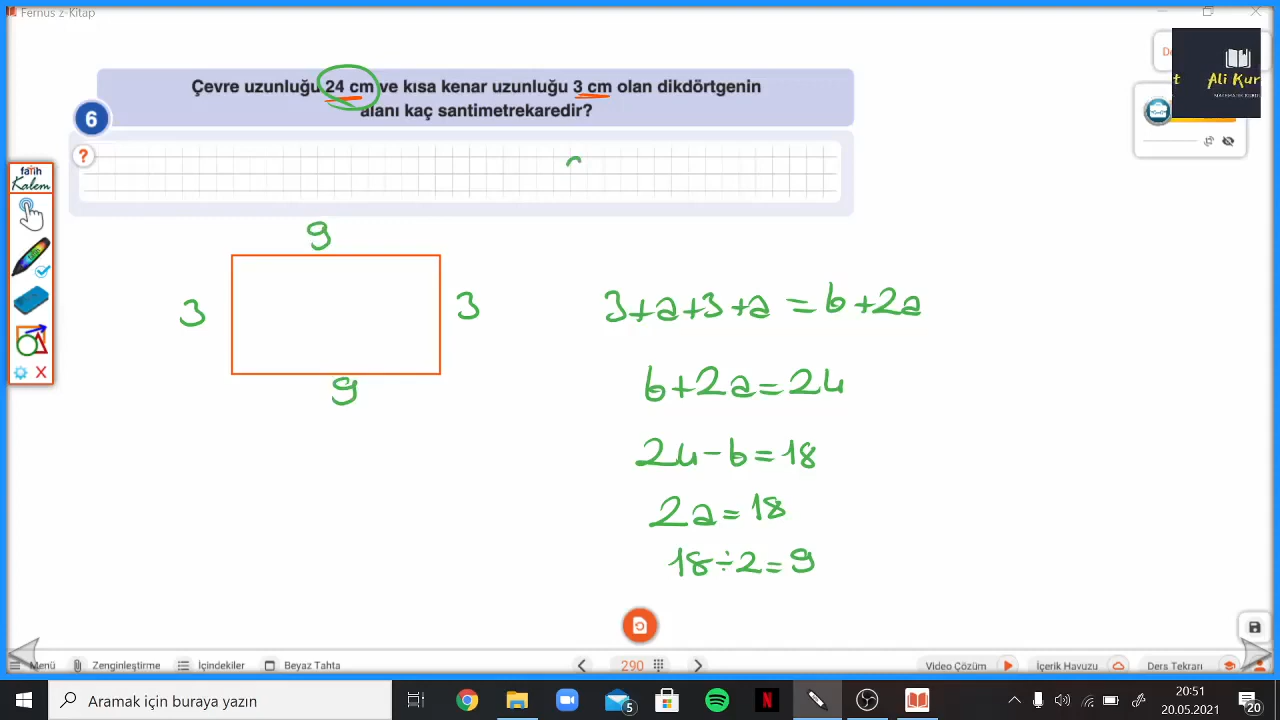 Fernus z-Kitap
Çevre uzunluğu 24 cm ve kısa kenar uzunluğu 3 cm olan dikdörtgenin
alanı kaç santimetrekaredir?
6
?
Ali Kur
fatih
Kalem
9
3
3
9
3+a+3+a=6+2a
6+2a=24
24-6=18
2a=18
18÷2=9
Menü
Zenginleştirme
İçindekiler
Beyaz Tahta
290
Video Çözüm
İçerik Havuzu
Ders Tekrarı
Aramak için buraya yazın
5
20:51
20.05.2021
20